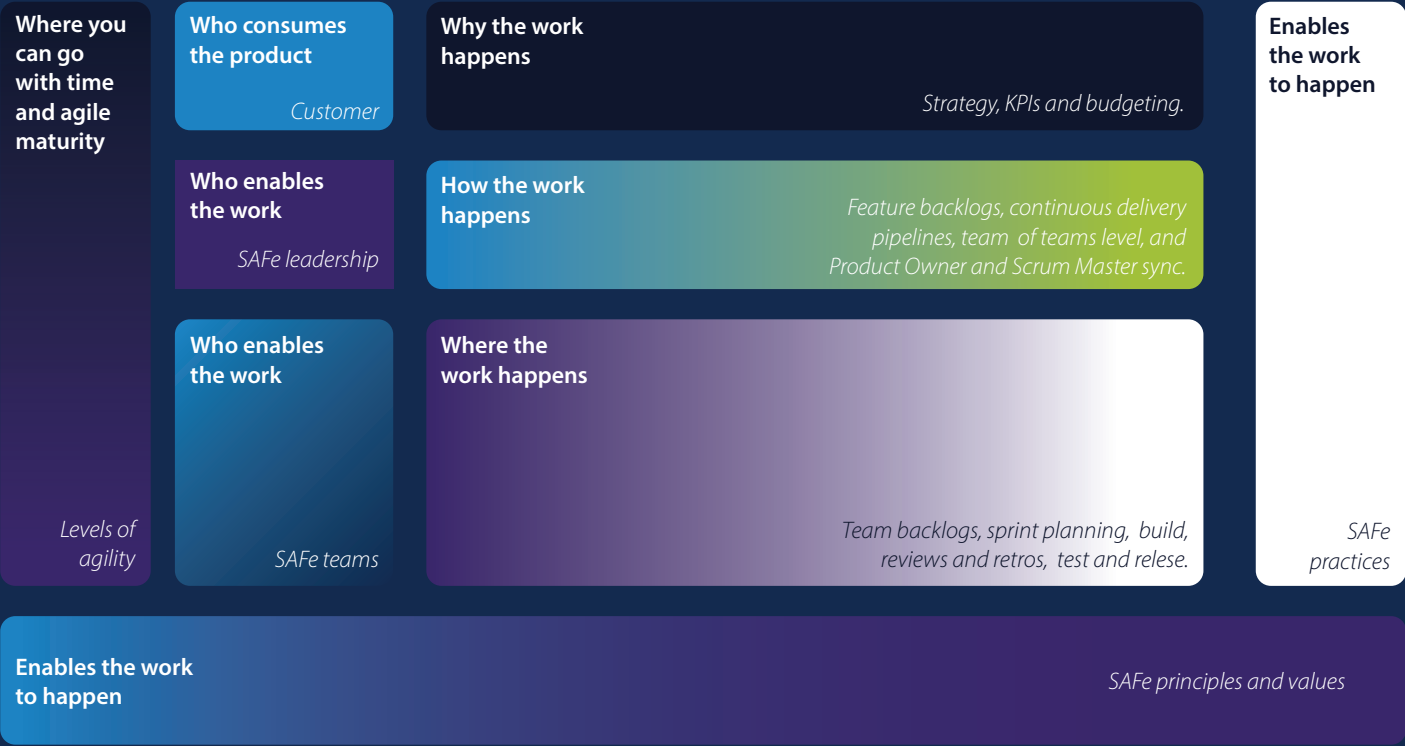 Where you
can go
with time
and agile
maturity
Levels of
agility
Who consumes
the product
Customer
Why the work
happens
Strategy, KPIs and budgeting.
Who enables
the work
SAFe leadership
How the work
happens
Feature backlogs, continuous delivery
pipelines, team of teams level, and
Product Owner and Scrum Master sync.
Who enables
the work
SAFe teams
Where the
work happens
Team backlogs, sprint planning, build,
reviews and retros, test and relese.
Enables
the work
to happen
SAFe
practices
Enables the work
to happen
SAFe principles and values